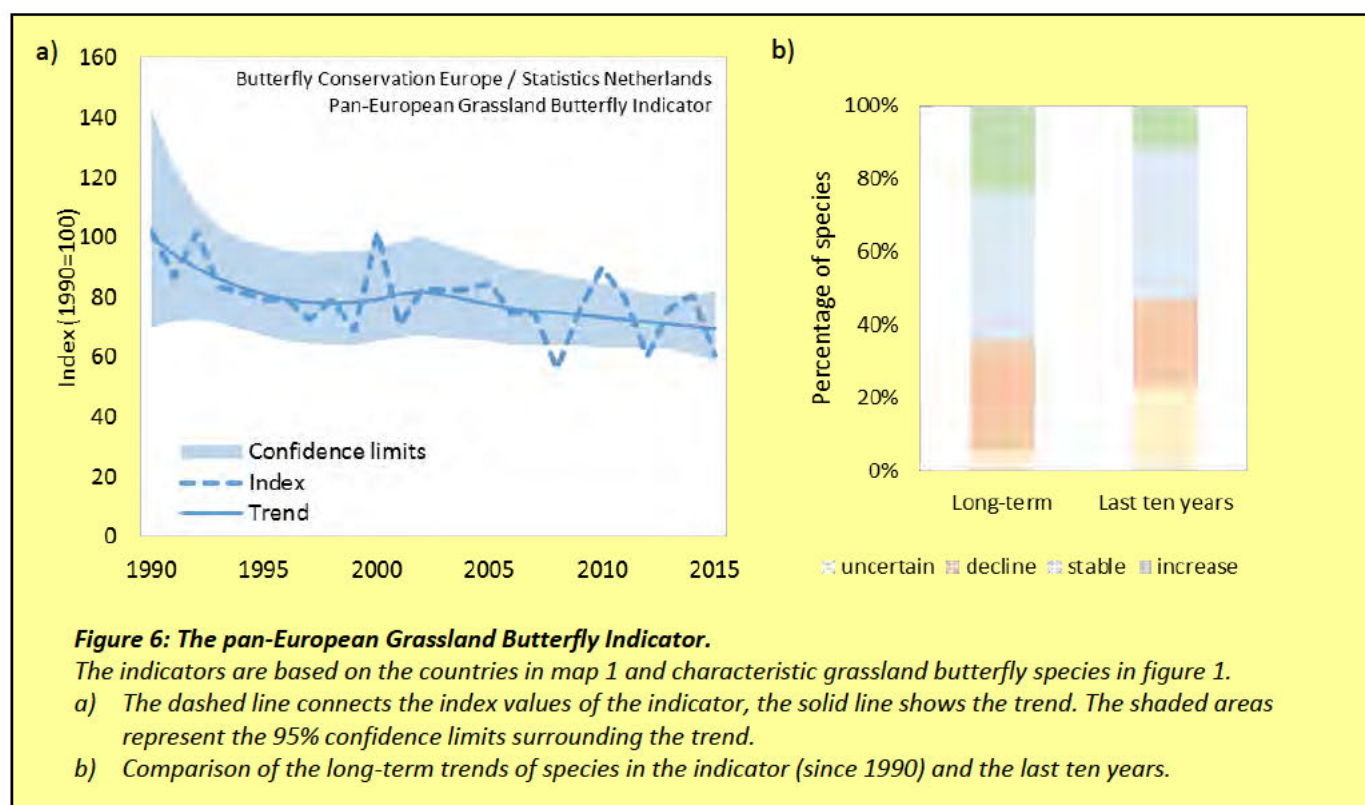 a)
160
140
120
100
80
60
40
20
0
Index (1990=100)
Butterfly Conservation Europe / Statistics Netherlands
Pan-European Grassland Butterfly Indicator
Confidence limits
Index
Trend
1990 1995 2000 2005 2010 2015
b)
100%
80%
60%
40%
20%
0%
Percentage of species
Long-term Last ten years
uncertain decline stable increase
Figure 6: The pan-European Grassland Butterfly Indicator.
The indicators are based on the countries in map 1 and characteristic grassland butterfly species in figure 1.
a) The dashed line connects the index values of the indicator, the solid line shows the trend. The shaded areas
represent the 95% confidence limits surrounding the trend.
b) Comparison of the long-term trends of species in the indicator (since 1990) and the last ten years.